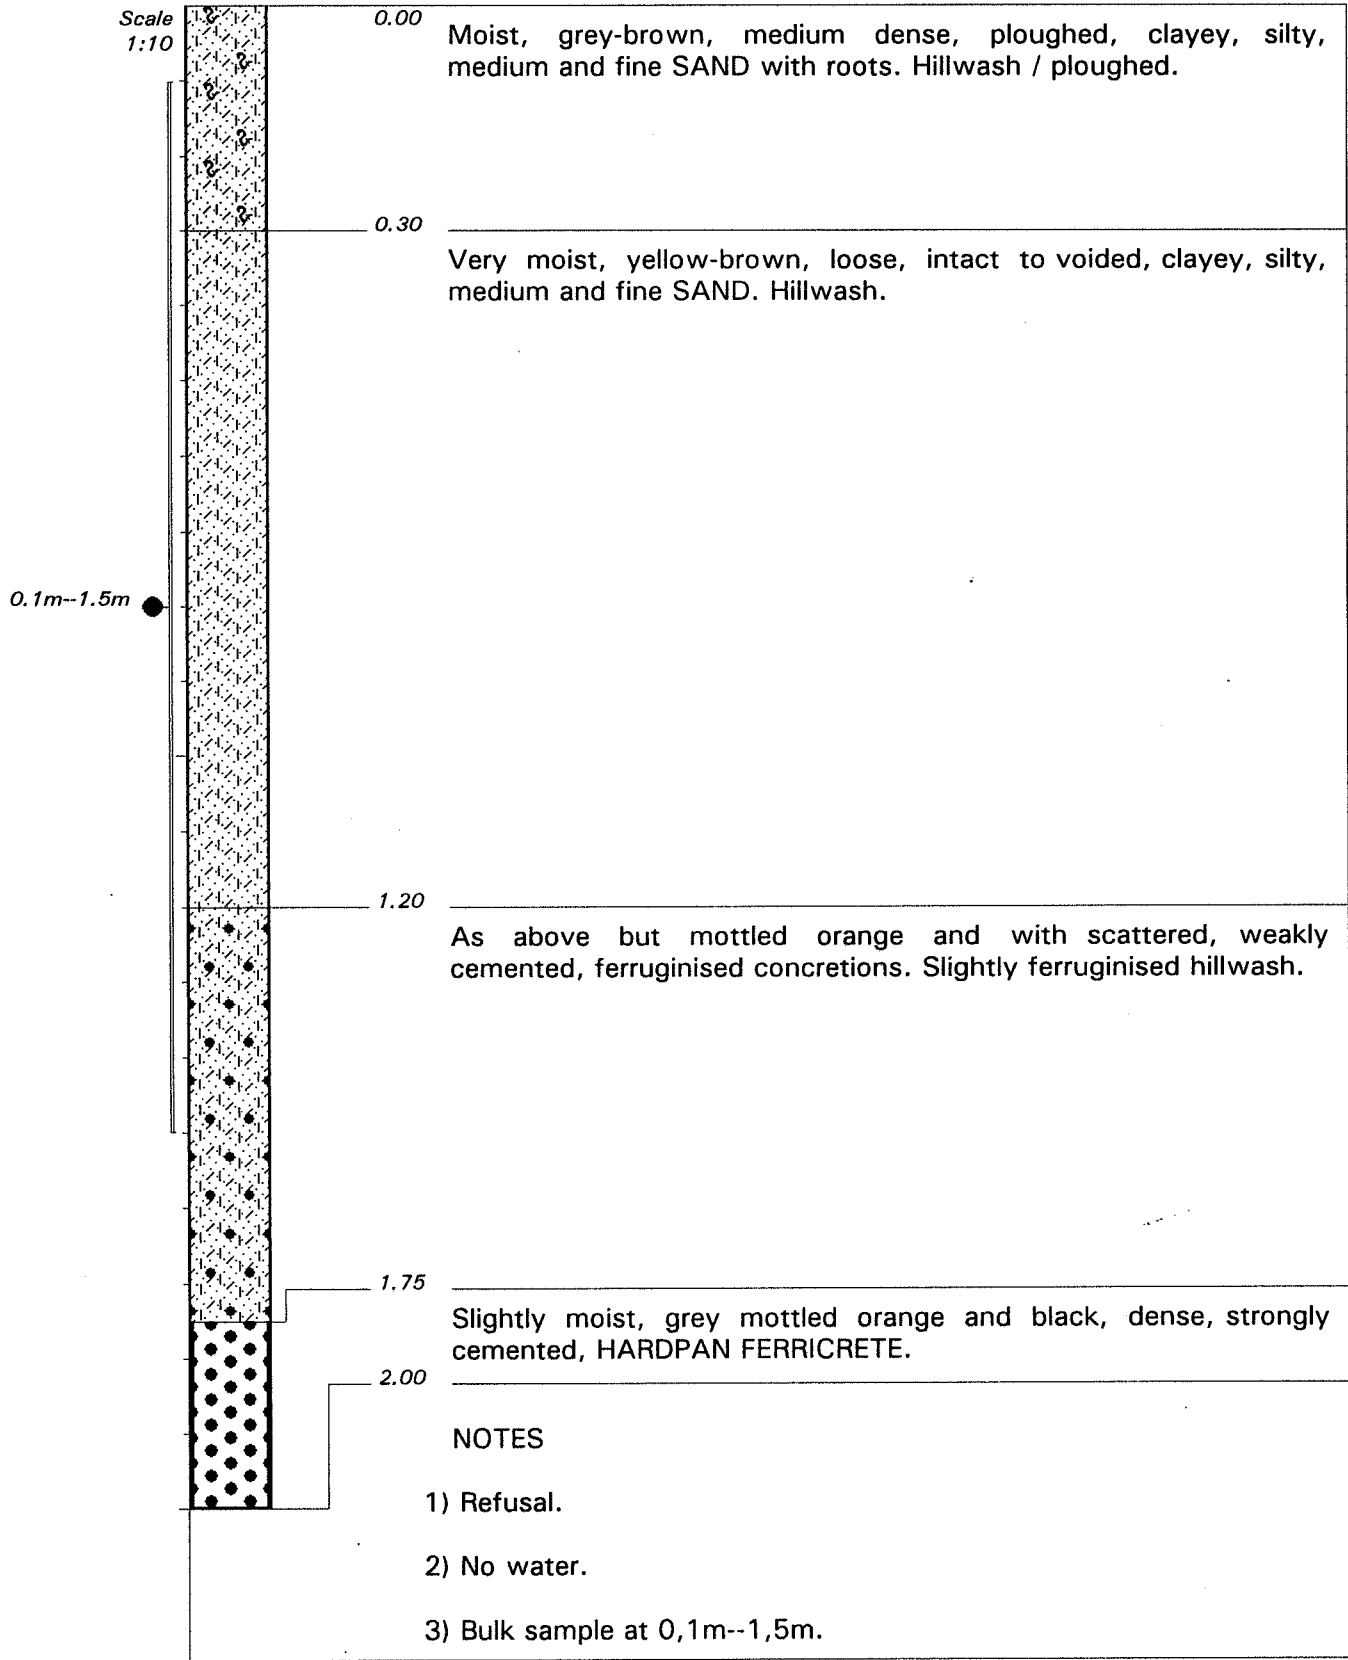 Scale
1:10
0.00
Moist, grey-brown, medium dense, ploughed, clayey, silty,
medium and fine SAND with roots. Hillwash / ploughed.
0.30
Very moist, yellow-brown, loose, intact to voided, clayey, silty,
medium and fine SAND. Hillwash.
0.1m--1.5m
1.20
As above but mottled orange and with scattered, weakly
cemented, ferruginised concretions. Slightly ferruginised hillwash.
1.75
Slightly moist, grey mottled orange and black, dense, strongly
cemented, HARDPAN FERRICRETE.
2.00
NOTES
1) Refusal.
2) No water.
3) Bulk sample at 0,1m--1,5m.